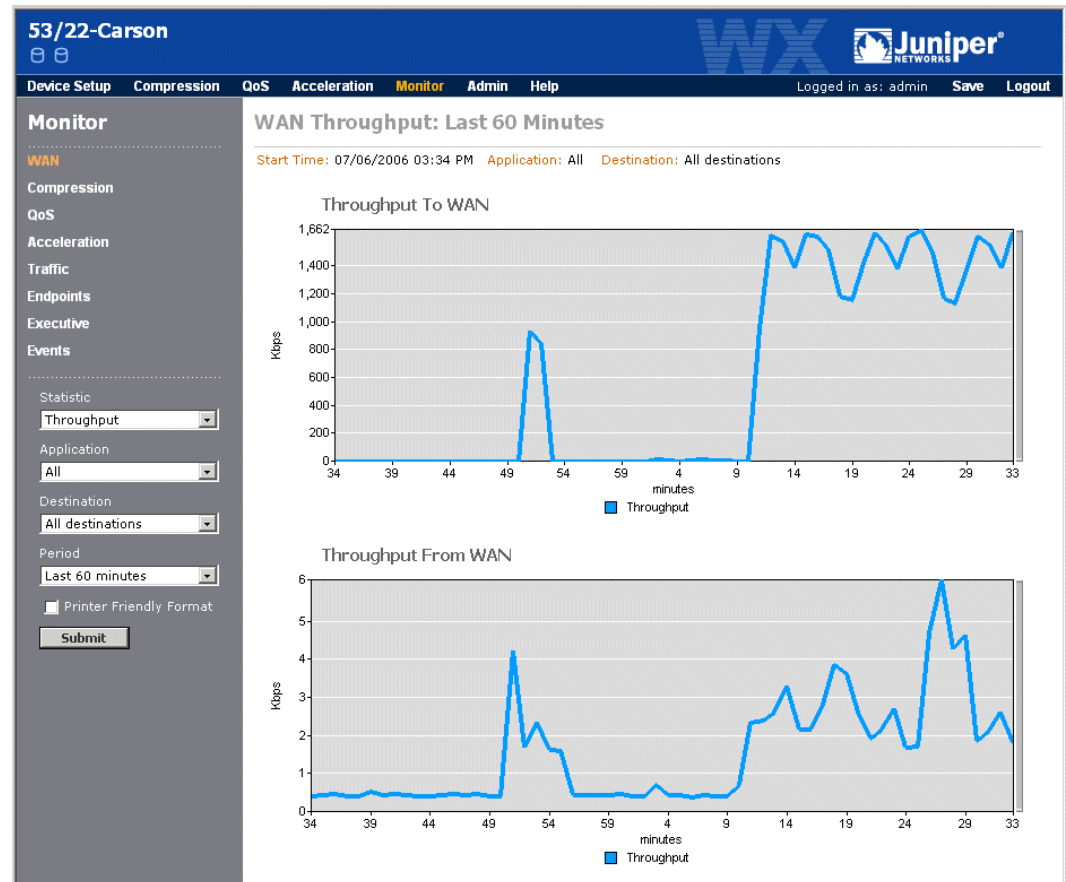 53/22-Carson
WX
Juniper®
NETWORKS
Device Setup Compression QoS Acceleration Monitor Admin Help Logged in as: admin Save Logout
Monitor
WAN
Compression
QoS
Acceleration
Traffic
Endpoints
Executive
Events
Statistic
Throughput
Application
All
Destination
All destinations
Period
Last 60 minutes
Printer Friendly Format
Submit
WAN Throughput: Last 60 Minutes
Start Time: 07/06/2006 03:34 PM Application: All Destination: All destinations
Throughput To WAN
1,662
1,400
1,200
1,000
800
600
400
200
0
Kbps
34 39 44 49 54 59 4 9 14 19 24 29 33
minutes
Throughput
Throughput From WAN
6
5
4
3
2
1
0
Kbps
34 39 44 49 54 59 4 9 14 19 24 29 33
minutes
Throughput